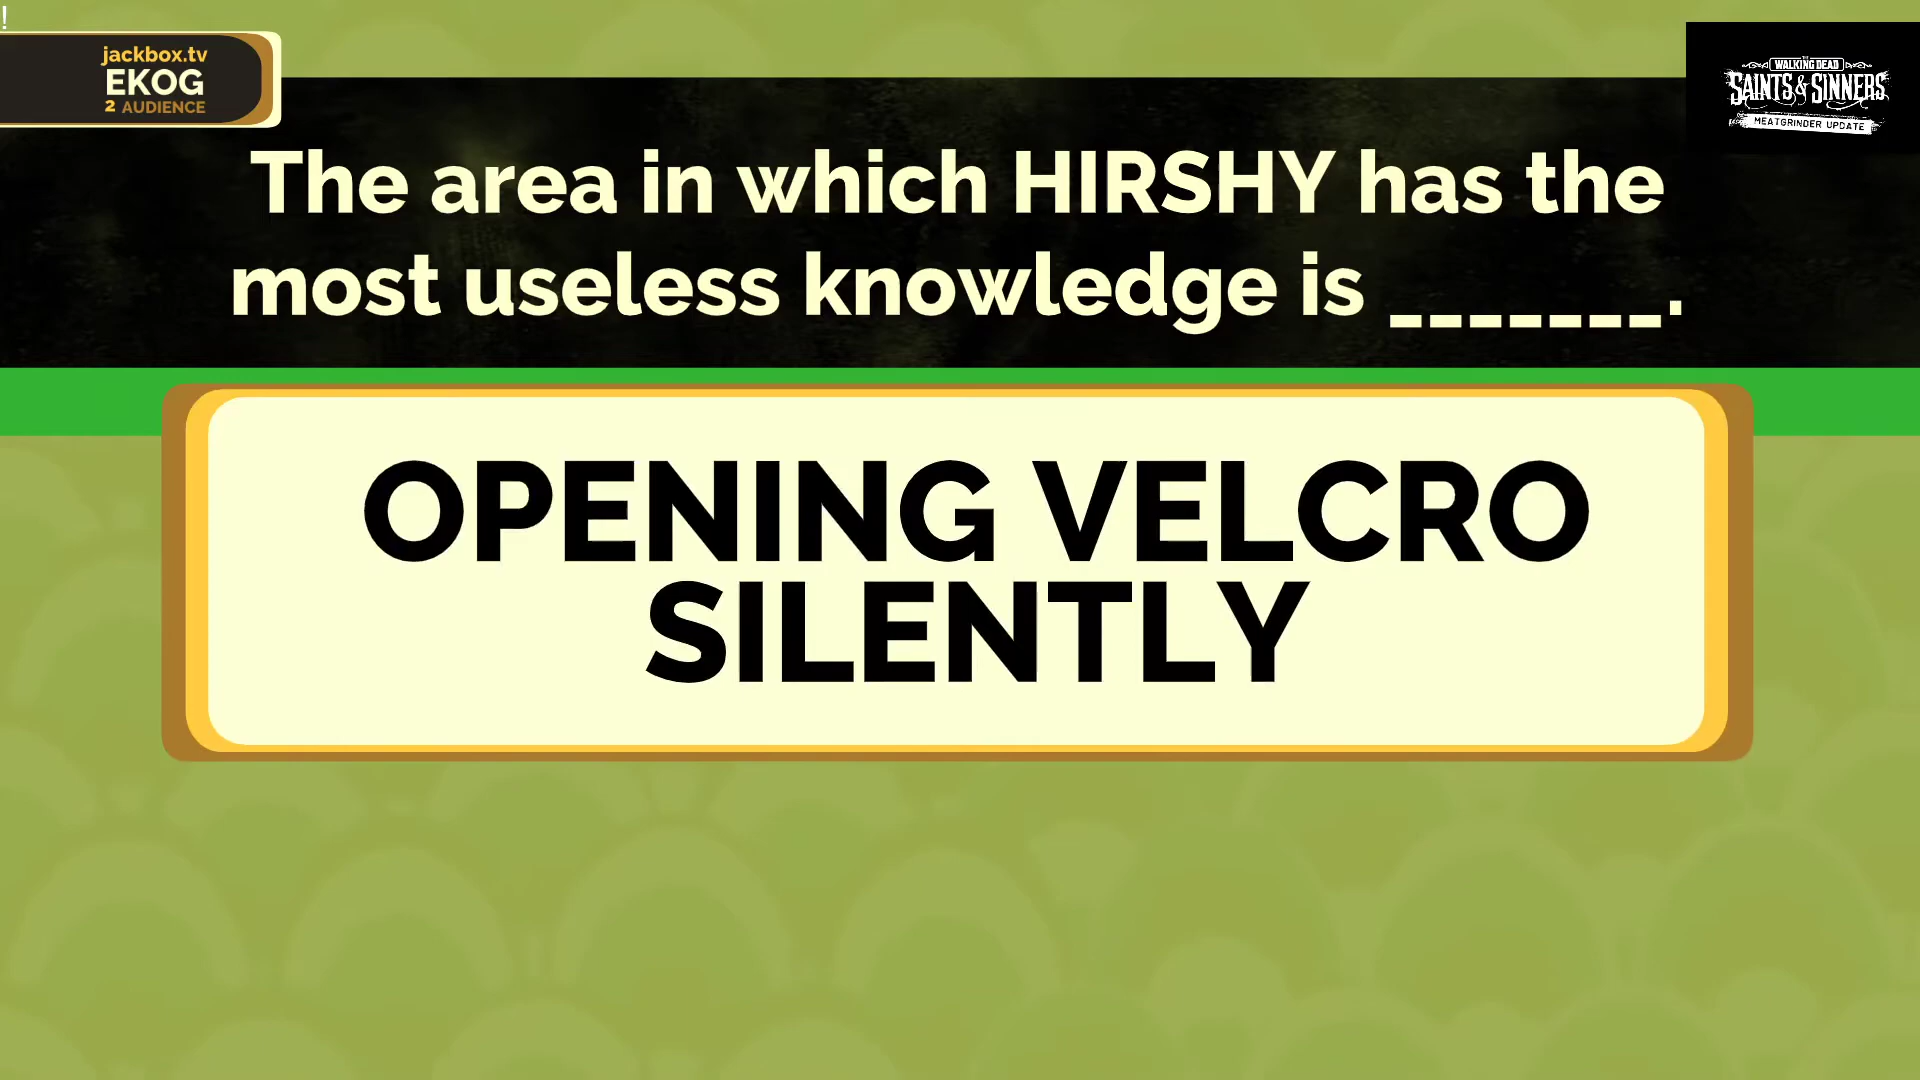 !
jackbox.tv
EKOG
2 AUDIENCE
THE
WALKING DEAD
SAINTS & SINNERS
MEATGRINDER UPDATE
The area in which HIRSHY has the
most useless knowledge is _______.
OPENING VELCRO
SILENTLY